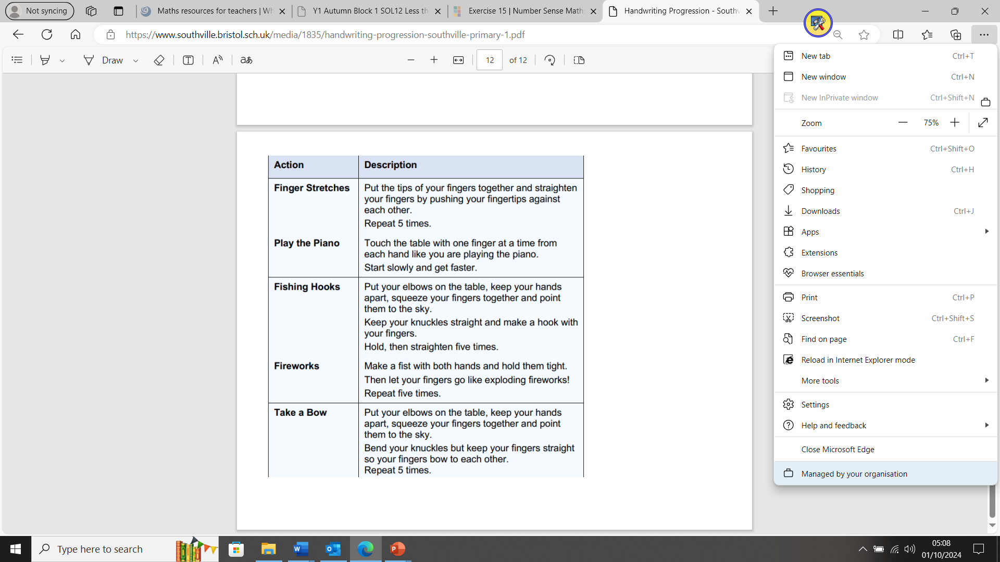 Not syncing
Maths resources for teachers | Wh
Y1 Autumn Block 1 SOL12 Less th
Exercise 15 | Number Sense Math
Handwriting Progression - Southv
https://www.southville.bristol.sch.uk/media/1835/handwriting-progression-southville-primary-1.pdf
Draw
aあ
12 of 12
Action Description
Finger Stretches Put the tips of your fingers together and straighten
your fingers by pushing your fingertips against
each other.
Repeat 5 times.
Play the Piano Touch the table with one finger at a time from
each hand like you are playing the piano.
Start slowly and get faster.
Fishing Hooks Put your elbows on the table, keep your hands
apart, squeeze your fingers together and point
them to the sky.
Keep your knuckles straight and make a hook with
your fingers.
Hold, then straighten five times.
Fireworks Make a fist with both hands and hold them tight.
Then let your fingers go like exploding fireworks!
Repeat five times.
Take a Bow Put your elbows on the table, keep your hands
apart, squeeze your fingers together and point
them to the sky.
Bend your knuckles but keep your fingers straight
so your fingers bow to each other.
Repeat 5 times.
New tab Ctrl+T
New window Ctrl+N
New InPrivate window Ctrl+Shift+N
Zoom 75%
Favourites Ctrl+Shift+O
History Ctrl+H
Shopping
Downloads Ctrl+J
Apps
Extensions
Browser essentials
Print Ctrl+P
Screenshot Ctrl+Shift+S
Find on page Ctrl+F
Reload in Internet Explorer mode
More tools
Settings
Help and feedback
Close Microsoft Edge
Managed by your organisation
Type here to search
05:08
01/10/2024